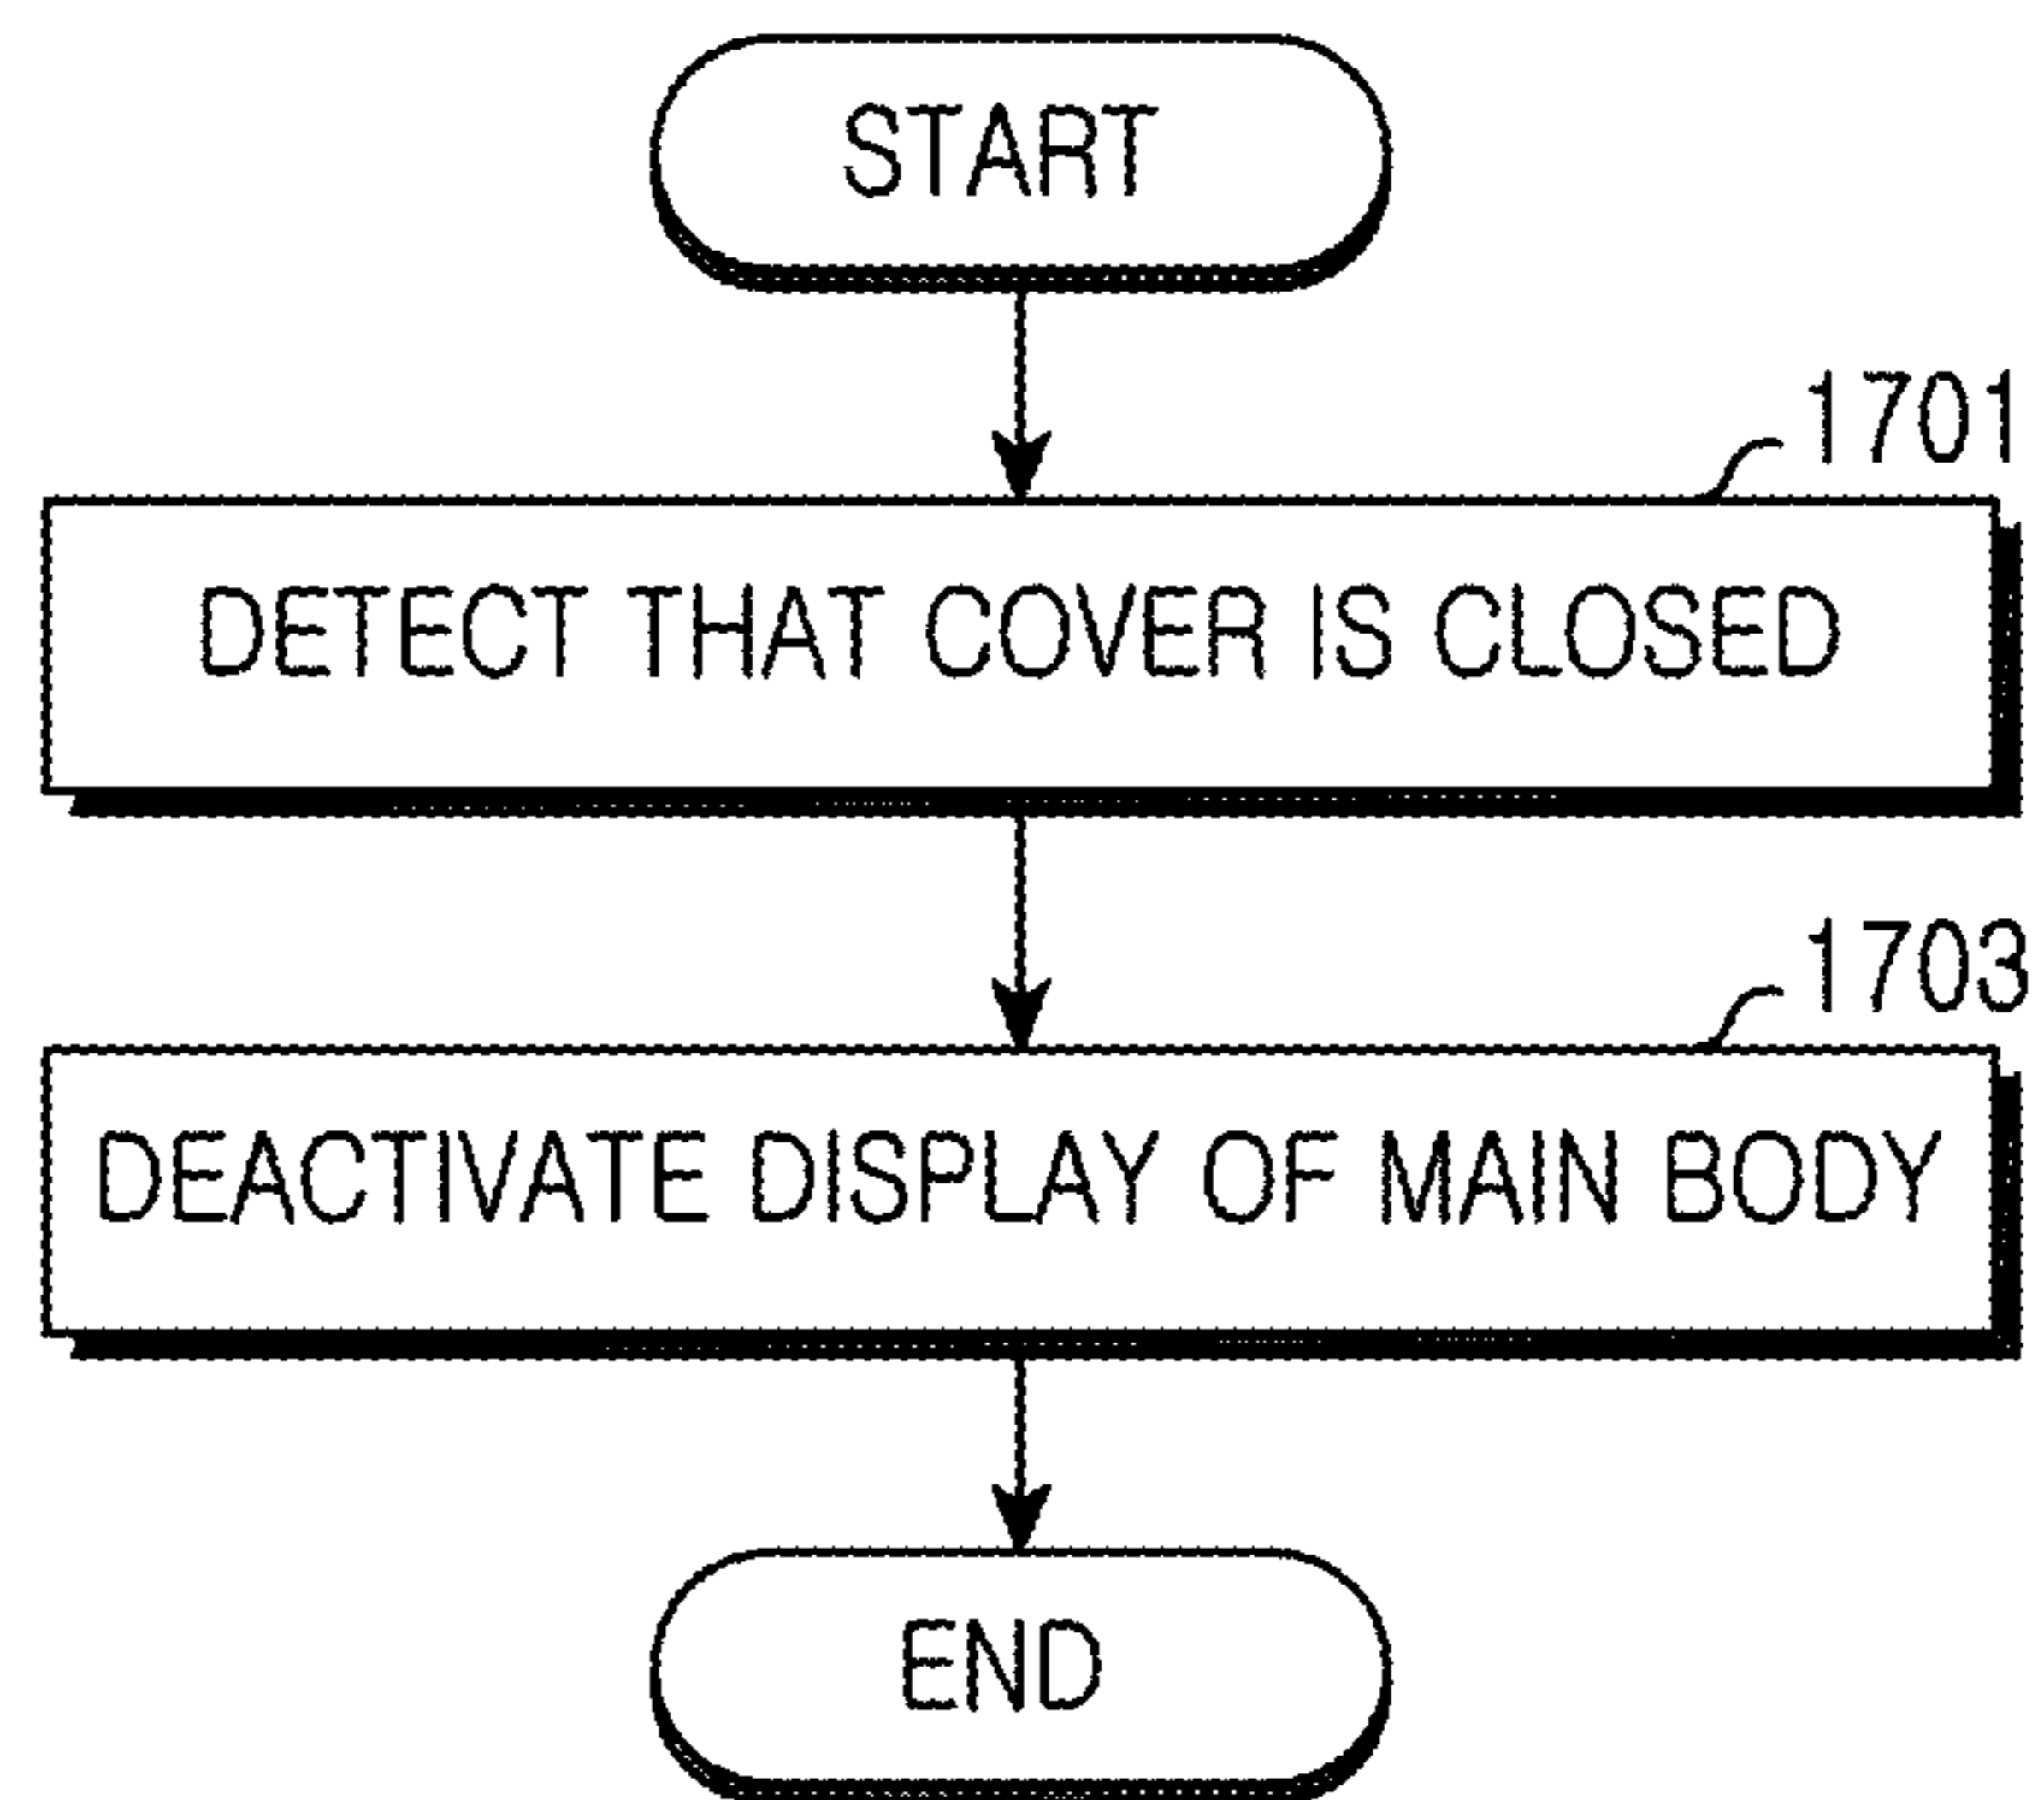 START
1701
DETECT THAT COVER IS CLOSED
1703
DEACTIVATE DISPLAY OF MAIN BODY
END